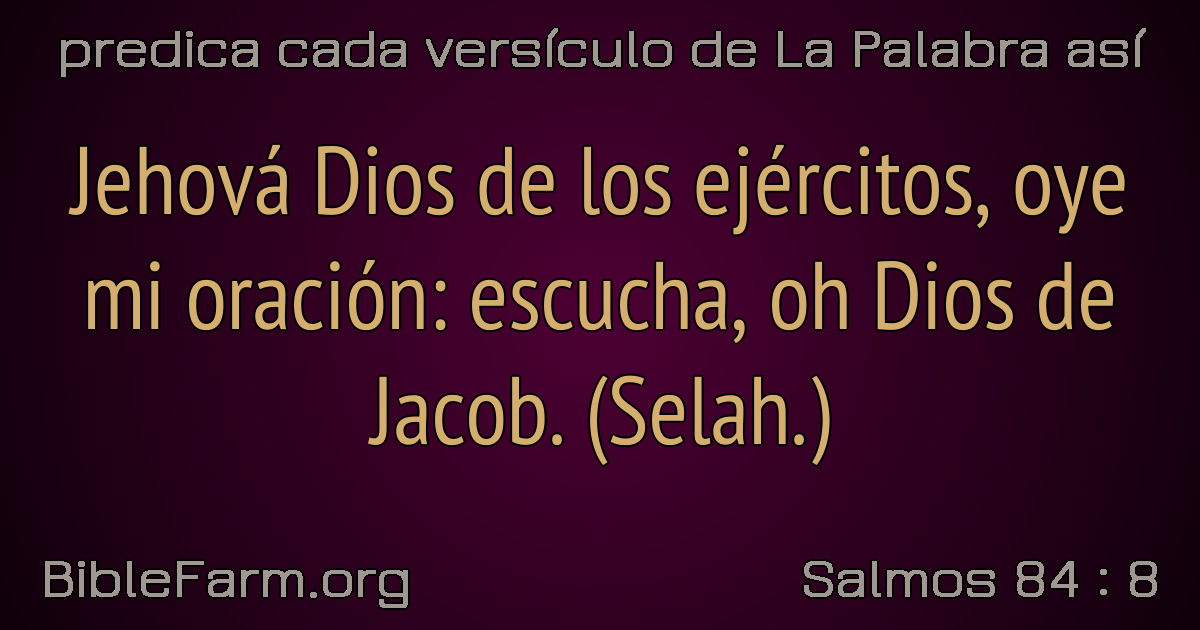 predica cada versículo de La Palabra así
Jehová Dios de los ejércitos, oye
mi oración: escucha, oh Dios de
Jacob. (Selah.)
BibleFarm.org
Salmos 84 : 8